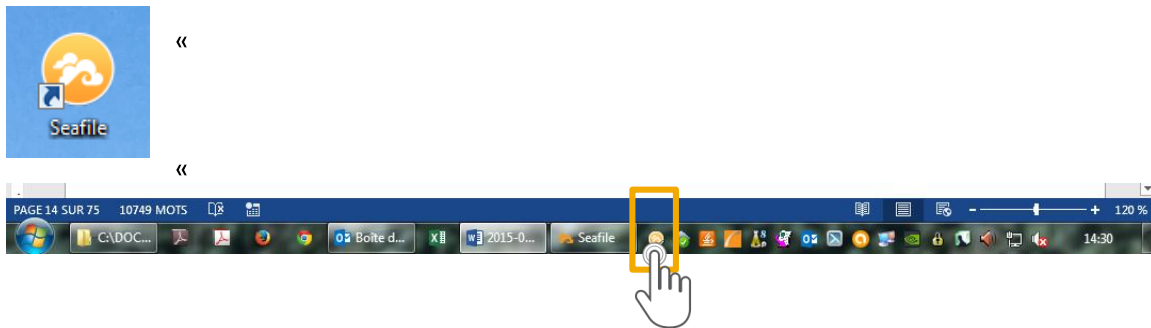 «
Seafile
«
PAGE 14 SUR 75 10749 MOTS 120 %
C:\DOC... Boîte d... 2015-0... Seafile 14:30